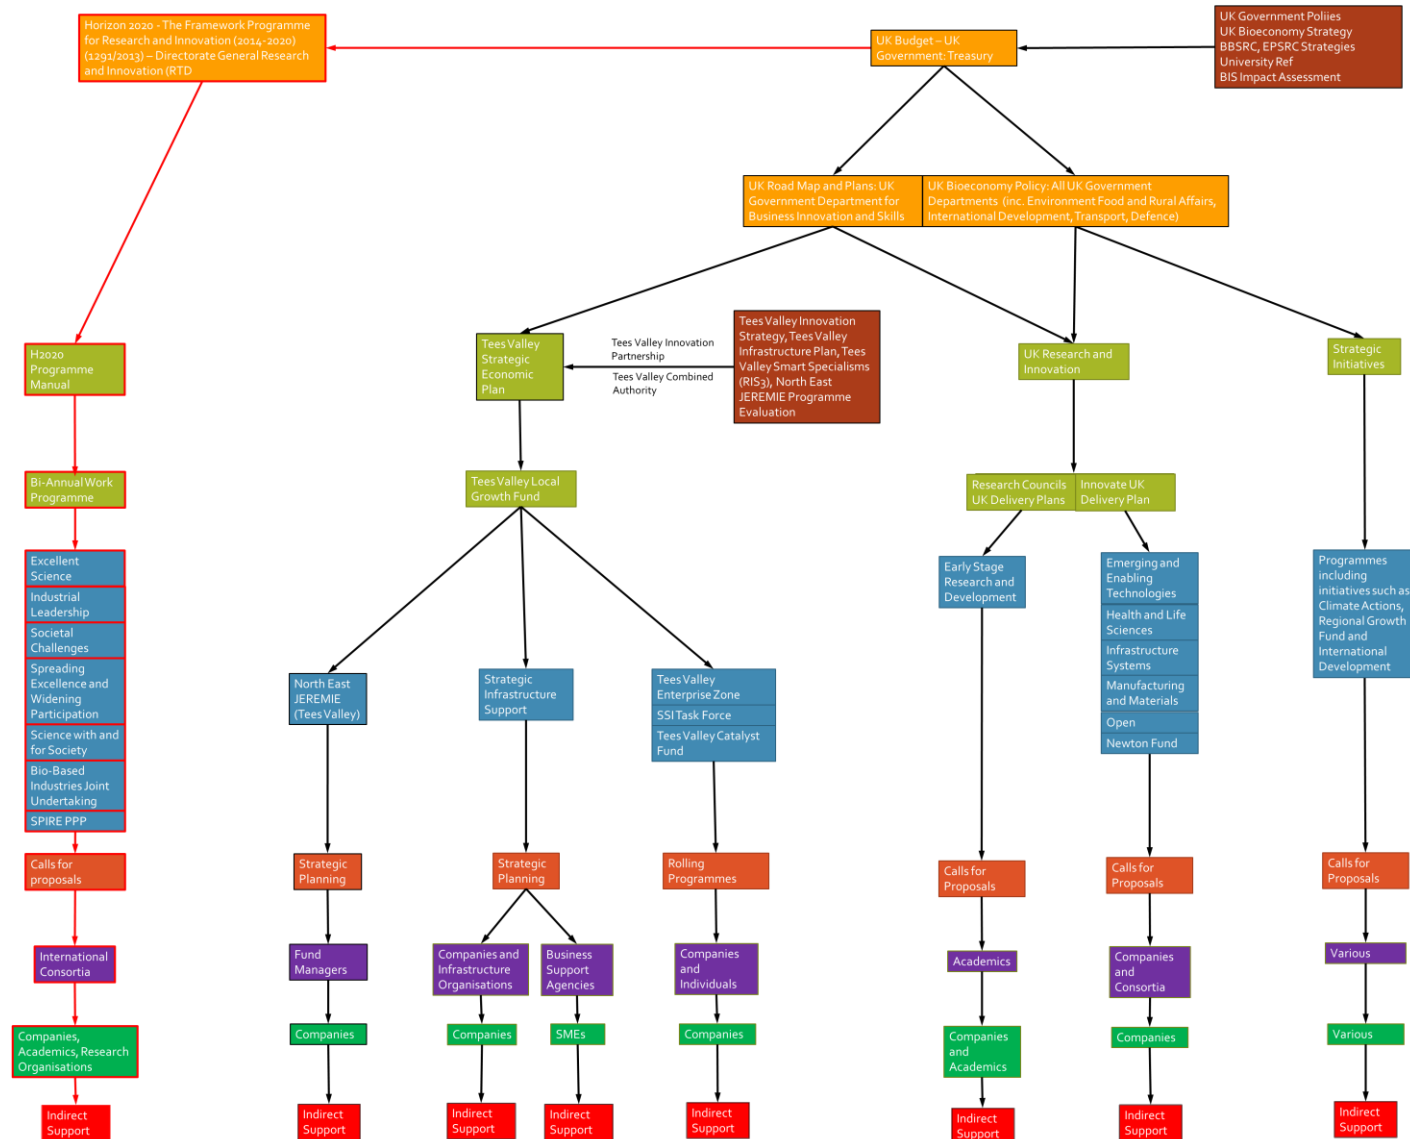 Horizon 2020 - The Framework Programme
for Research and Innovation (2014-2020)
(1291/2013) – Directorate General Research
and Innovation (RTD
UK Budget – UK
Government: Treasury
UK Government Poliies
UK Bioeconomy Strategy
BBSRC, EPSRC Strategies
University Ref
BIS Impact Assessment
UK Road Map and Plans: UK
Government Department for
Business Innovation and Skills
UK Bioeconomy Policy: All UK Government
Departments (inc. Environment Food and Rural Affairs,
International Development, Transport, Defence)
H2020
Programme
Manual
Tees Valley
Strategic
Economic
Plan
Tees Valley Innovation
Partnership
Tees Valley Combined
Authority
Tees Valley Innovation
Strategy, Tees Valley
Infrastructure Plan, Tees
Valley Smart Specialisms
(RIS3), North East
JEREMIE Programme
Evaluation
UK Research and
Innovation
Strategic
Initiatives
Bi-Annual Work
Programme
Tees Valley Local
Growth Fund
Research Councils
UK Delivery Plans
Innovate UK
Delivery Plan
Excellent
Science
Industrial
Leadership
Societal
Challenges
Spreading
Excellence and
Widening
Participation
Science with and
for Society
Bio-Based
Industries Joint
Undertaking
SPIRE PPP
North East
JEREMIE
(Tees Valley)
Strategic
Infrastructure
Support
Tees Valley
Enterprise Zone
SSI Task Force
Tees Valley Catalyst
Fund
Early Stage
Research and
Development
Emerging and
Enabling
Technologies
Health and Life
Sciences
Infrastructure
Systems
Manufacturing
and Materials
Open
Newton Fund
Programmes
including
initiatives such as
Climate Actions,
Regional Growth
Fund and
International
Development
Calls for
proposals
Strategic
Planning
Strategic
Planning
Rolling
Programmes
Calls for
Proposals
Calls for
Proposals
Calls for
Proposals
International
Consortia
Fund
Managers
Companies and
Infrastructure
Organisations
Business
Support
Agencies
Companies
and
Individuals
Academics
Companies
and
Consortia
Various
Companies,
Academics, Research
Organisations
Companies
Companies
SMEs
Companies
Companies
and
Academics
Companies
Various
Indirect
Support
Indirect
Support
Indirect
Support
Indirect
Support
Indirect
Support
Indirect
Support
Indirect
Support
Indirect
Support